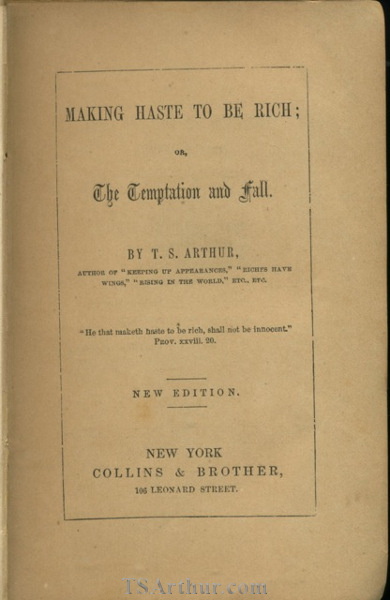 MAKING HASTE TO BE RICH;
OR,
The Temptation and Fall.
BY T. S. ARTHUR,
AUTHOR OF "KEEPING UP APPEARANCES," "RICHES HAVE
WINGS," "RISING IN THE WORLD," ETC., ETC.
"He that maketh haste to be rich, shall not be innocent."
PROV. XXVIII. 20.
NEW EDITION.
NEW YORK
COLLINS & BROTHER,
106 LEONARD STREET.
TSArthur.com